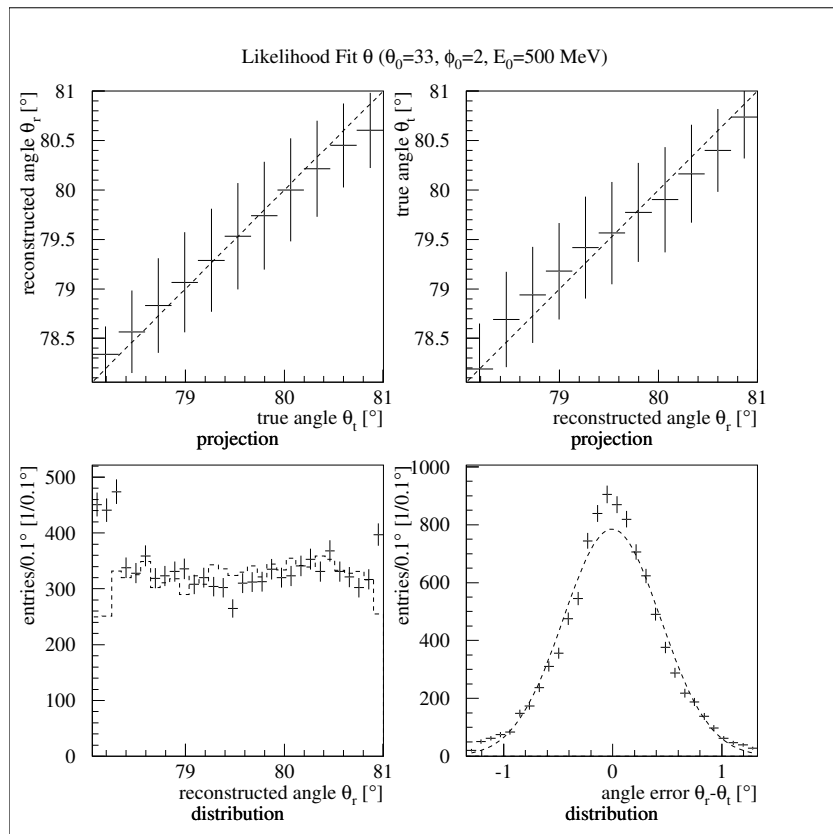 Likelihood Fit θ (θ0=33, ϕ0=2, E0=500 MeV)
reconstructed angle θr [°]
81
80.5
80
79.5
79
78.5
79 80 81
true angle θt [°]
projection
true angle θt [°]
81
80.5
80
79.5
79
78.5
79 80 81
reconstructed angle θr [°]
projection
entries/0.1° [1/0.1°]
500
400
300
200
100
0
79 80 81
reconstructed angle θr [°]
distribution
entries/0.1° [1/0.1°]
1000
800
600
400
200
0
-1 0 1
angle error θr-θt [°]
distribution